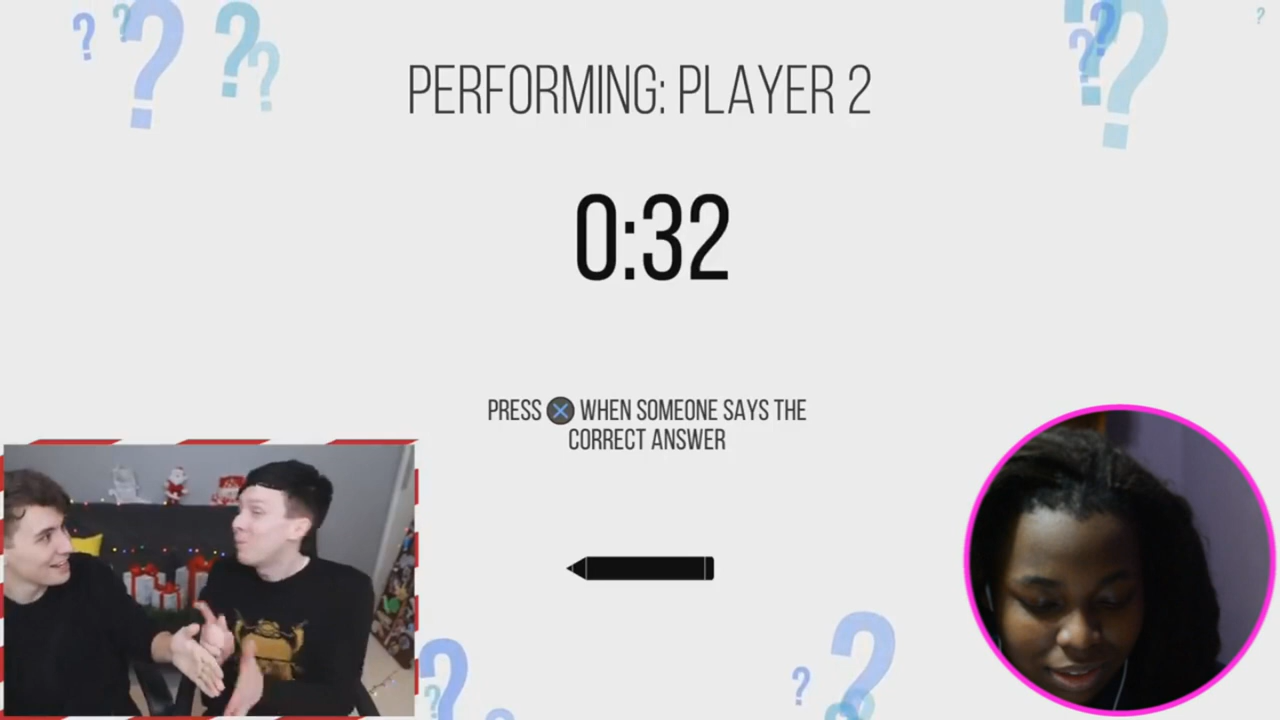 PERFORMING: PLAYER 2
0:32
PRESS WHEN SOMEONE SAYS THE
CORRECT ANSWER